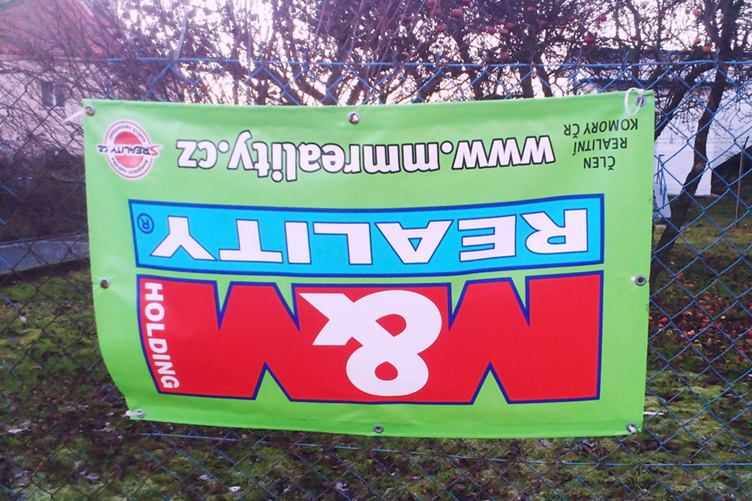 M&M
HOLDING
REALITY®
ČLEN
REALITNÍ
KOMORY ČR
www.mmreality.cz
SREALITY.CZ